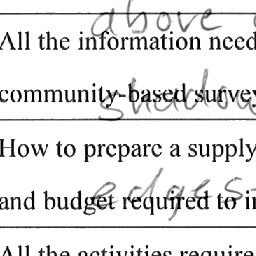 above
All the information need
community-based survey
shadow
How to prepare a supply
and budget required to i
edges
All the activities require